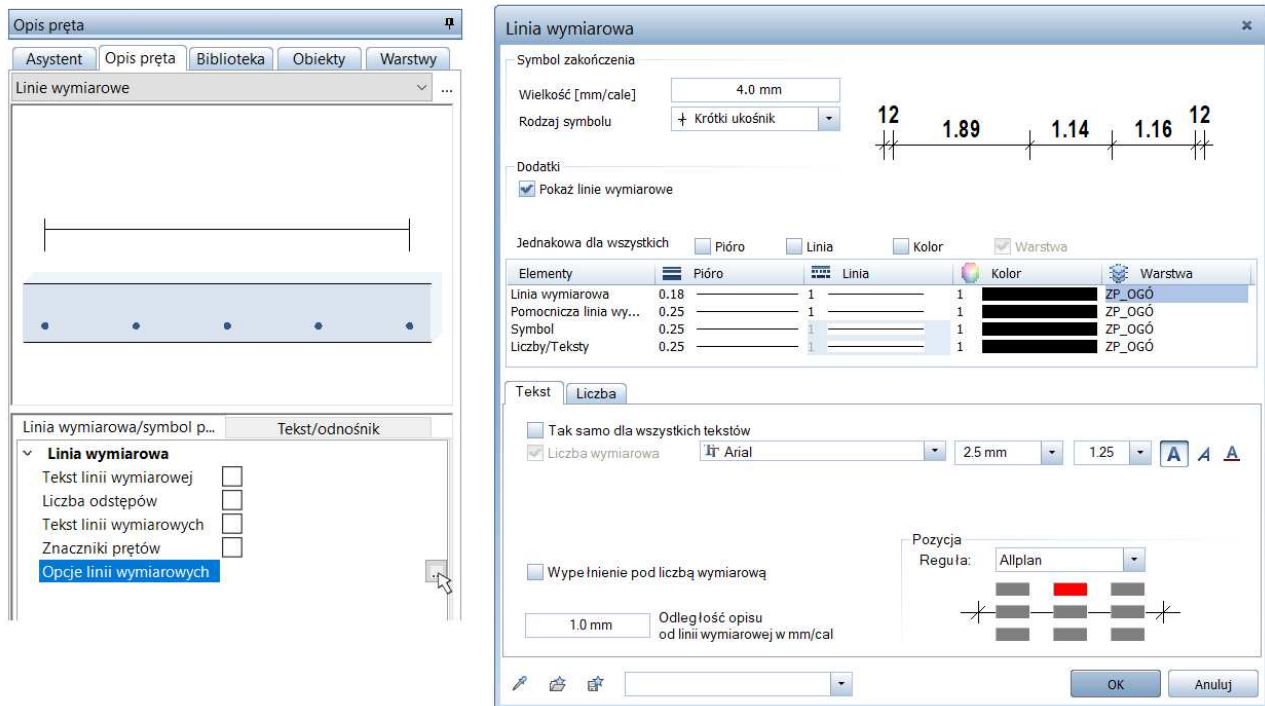 Opis pręta
Asystent Opis pręta Biblioteka Obiekty Warstwy
Linie wymiarowe ...
Linia wymiarowa/symbol p... Tekst/odnośnik
Linia wymiarowa
Tekst linii wymiarowej
Liczba odstępów
Tekst linii wymiarowych
Znaczniki prętów
Opcje linii wymiarowych
Linia wymiarowa
Symbol zakończenia
Wielkość [mm/cale] 4.0 mm
Rodzaj symbolu Krótki ukośnik
12 1.89 1.14 1.16 12
Dodatki
Pokaż linie wymiarowe
Jednakowa dla wszystkich Pióro Linia Kolor Warstwa
Elementy Pióro Linia Kolor Warstwa
Linia wymiarowa 0.18 1 1 ZP_OGÓ
Pomocnicza linia wy... 0.25 1 1 ZP_OGÓ
Symbol 0.25 1 1 ZP_OGÓ
Liczby/Teksty 0.25 1 1 ZP_OGÓ
Tekst Liczba
Tak samo dla wszystkich tekstów
Liczba wymiarowa Arial 2.5 mm 1.25 A A A
Pozycja
Reguła: Allplan
Wypełnienie pod liczbą wymiarową
1.0 mm Odległość opisu
od linii wymiarowej w mm/cal
OK Anuluj